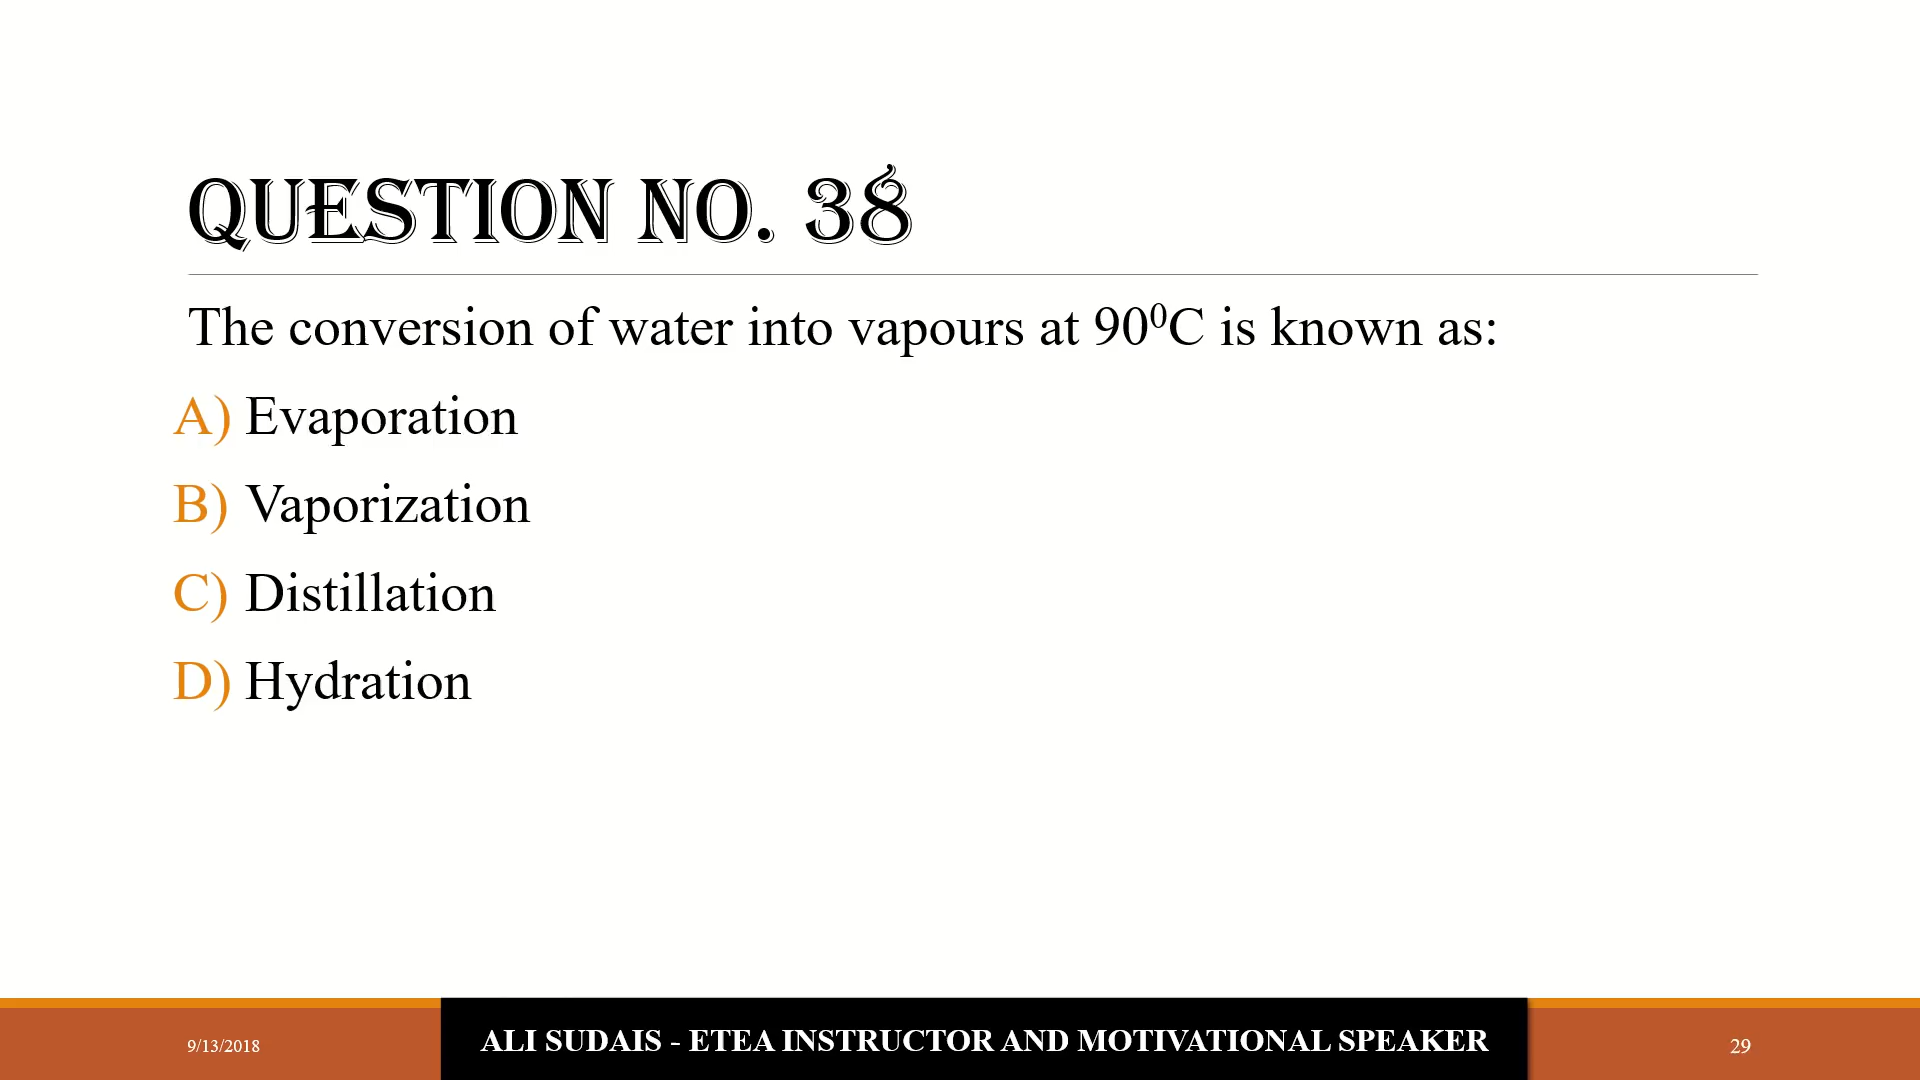 QUESTION NO. 38
The conversion of water into vapours at 90⁰C is known as:
A) Evaporation
B) Vaporization
C) Distillation
D) Hydration
9/13/2018
ALI SUDAIS - ETEA INSTRUCTOR AND MOTIVATIONAL SPEAKER
29